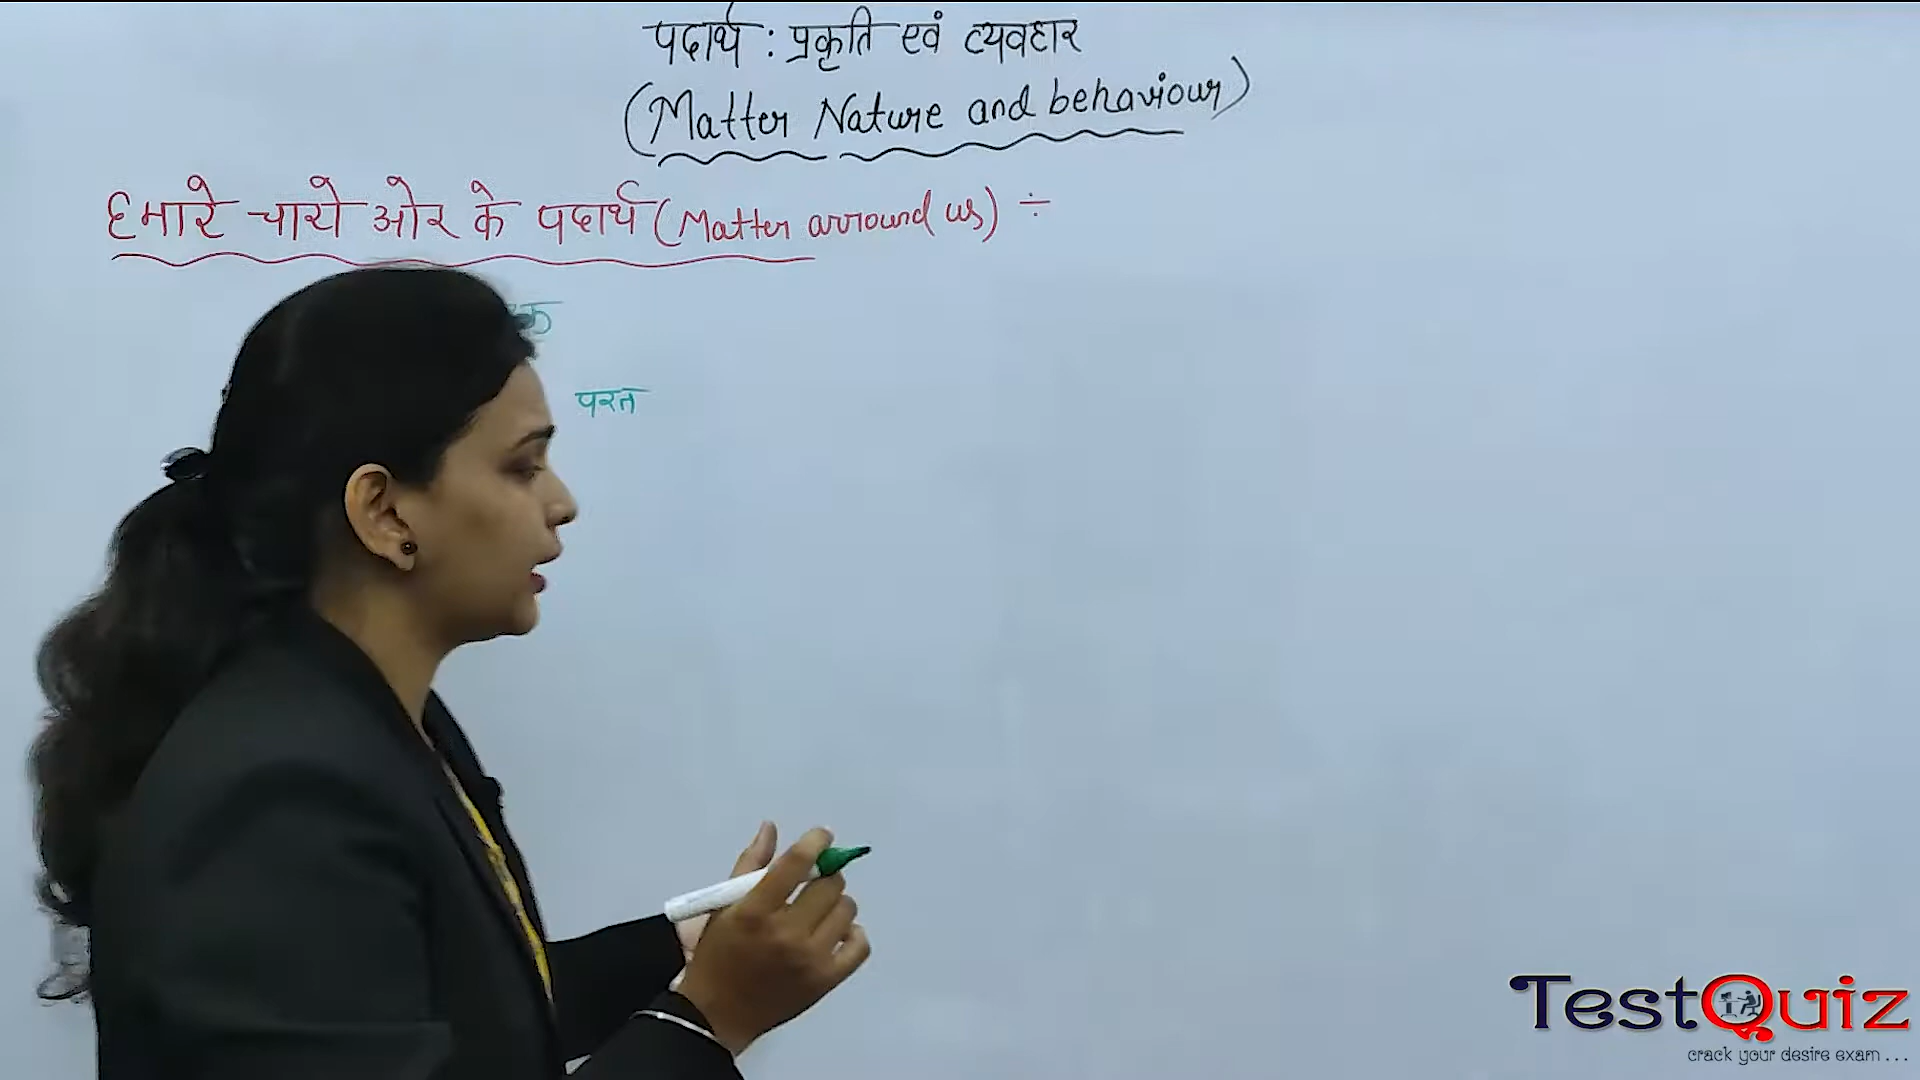 पदार्थ : प्रकृति एवं व्यवहार
(Matter Nature and behaviour)
हमारे चारो ओर के पदार्थ (Matter arround us) ÷
परत
TestQuiz
crack your desire exam ...